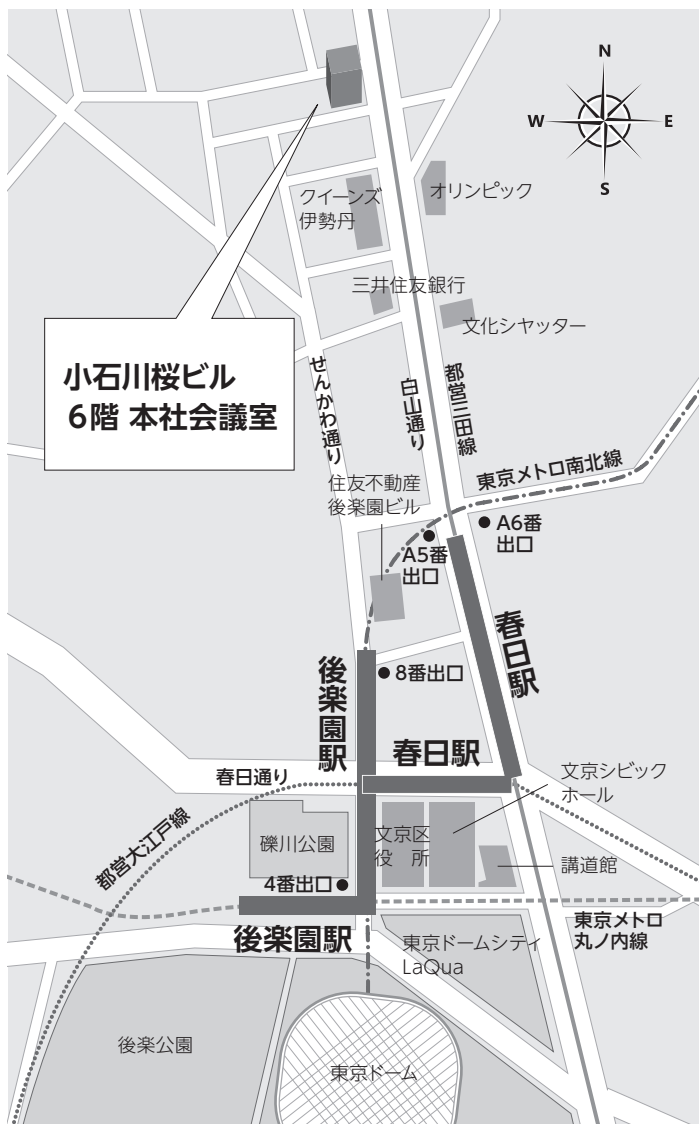 N
W
E
S
クイーンズ
伊勢丹
オリンピック
三井住友銀行
文化シヤッター
小石川桜ビル
6階 本社会議室
せんかわ通り
白山通り
都営三田線
東京メトロ南北線
住友不動産
後楽園ビル
A6番
出口
A5番
出口
春日駅
後楽園駅
8番出口
春日駅
春日通り
文京シビック
ホール
都営大江戸線
礫川公園
文京区
役 所
講道館
4番出口
後楽園駅
東京ドームシティ
LaQua
東京メトロ
丸ノ内線
後楽公園
東京ドーム